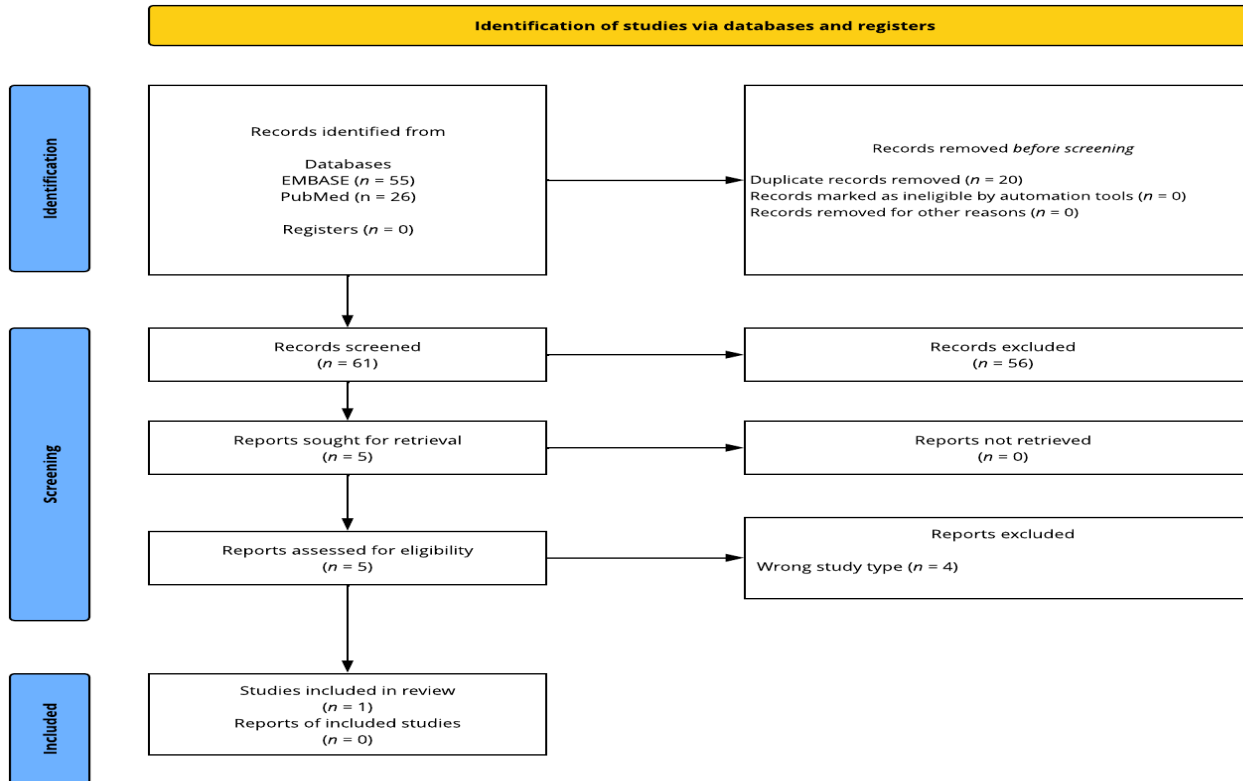 Identification of studies via databases and registers
Identification
Records identified from
Databases
EMBASE (n = 55)
PubMed (n = 26)
Registers (n = 0)
Records removed before screening
Duplicate records removed (n = 20)
Records marked as ineligible by automation tools (n = 0)
Records removed for other reasons (n = 0)
Screening
Records screened
(n = 61)
Records excluded
(n = 56)
Reports sought for retrieval
(n = 5)
Reports not retrieved
(n = 0)
Reports assessed for eligibility
(n = 5)
Reports excluded
Wrong study type (n = 4)
Included
Studies included in review
(n = 1)
Reports of included studies
(n = 0)